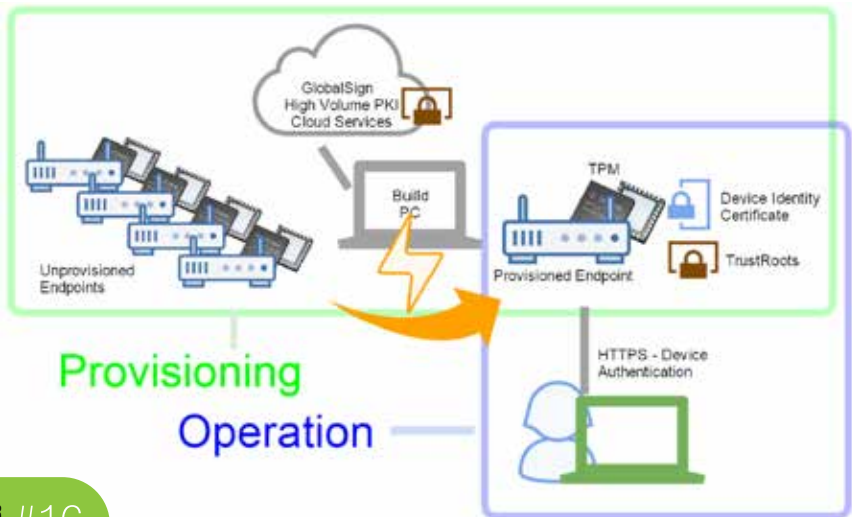 GlobalSign
High Volume PKI
Cloud Services
TPM
Build
PC
Device Identity
Certificate
Unprovisioned
Endpoints
Provisioned Endpoint
TrustRoots
HTTPS - Device
Authentication
Provisioning
Operation
#16